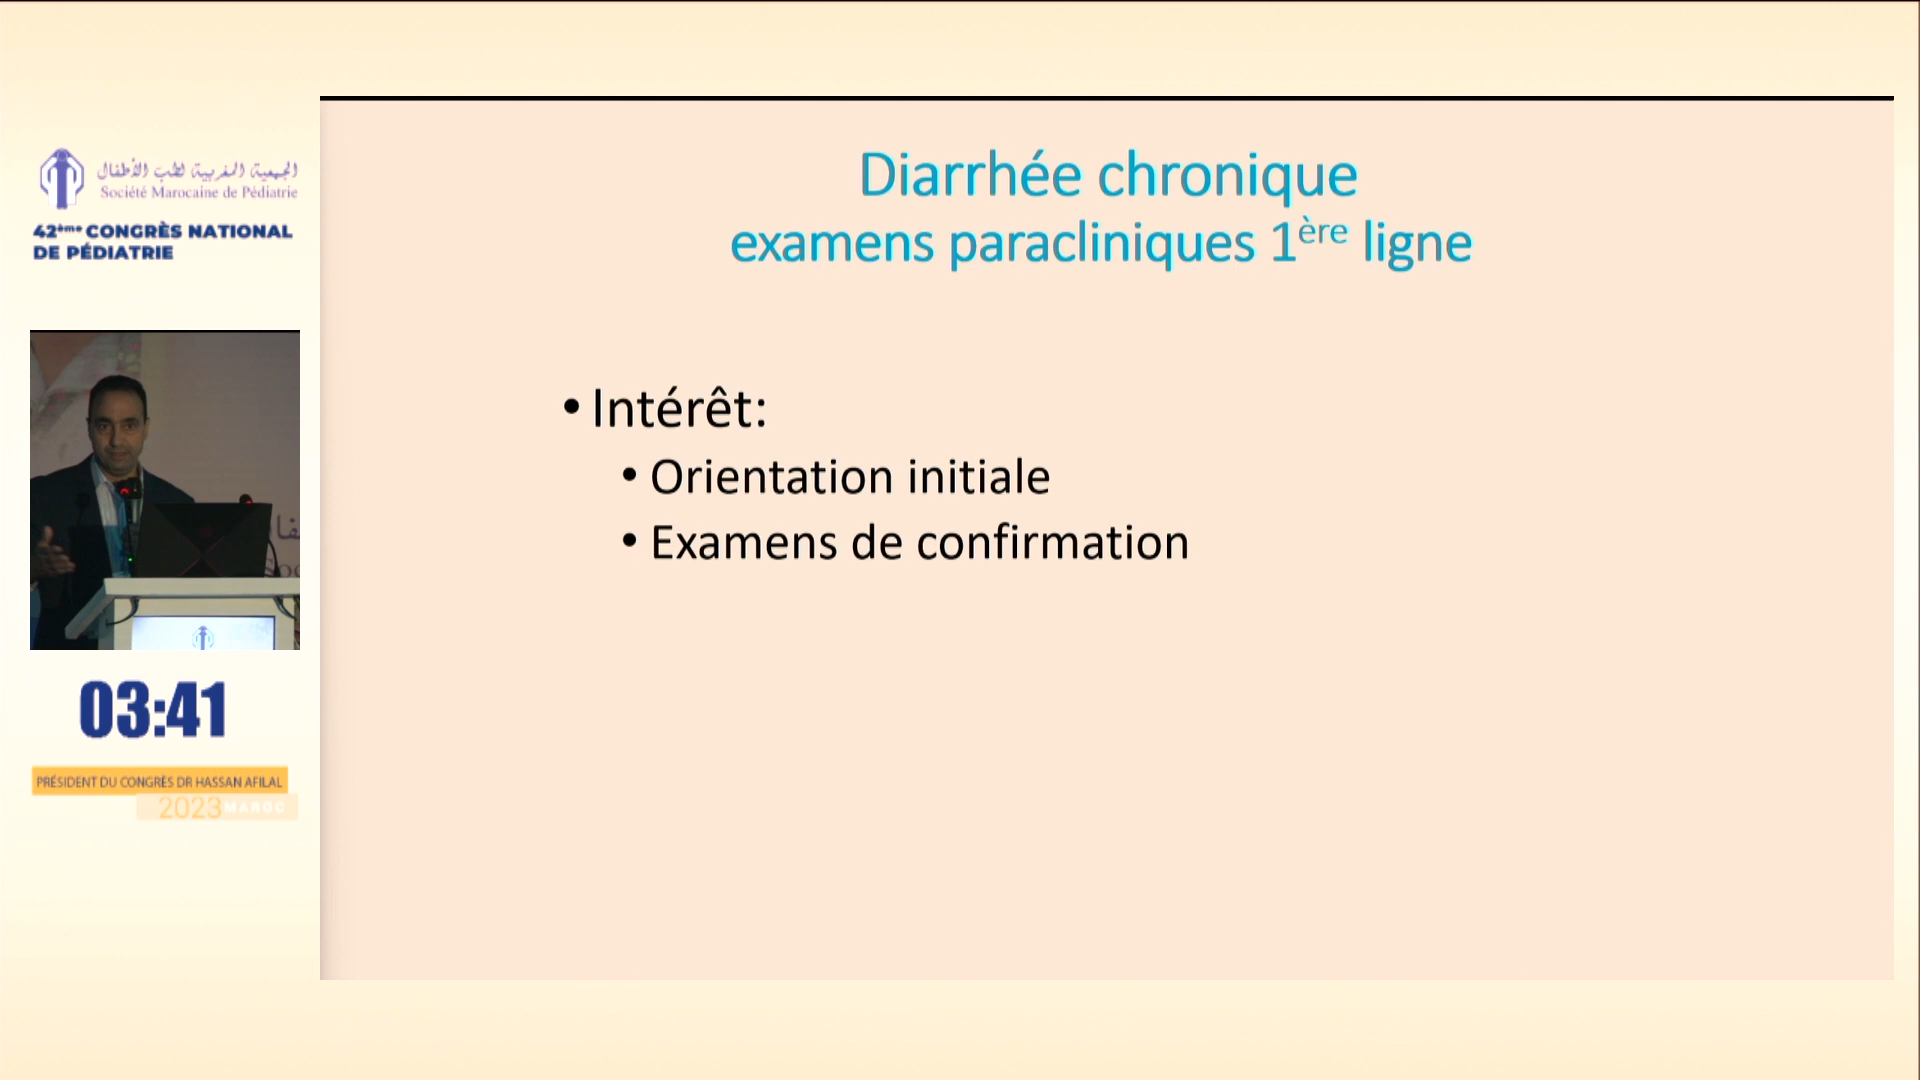 الجمعية المغربية لطب الأطفال
Société Marocaine de Pédiatrie
42ème CONGRÈS NATIONAL
DE PÉDIATRIE
03:41
PRÉSIDENT DU CONGRÈS DR HASSAN AFILAL
2023 MAROC
Diarrhée chronique
examens paracliniques 1ère ligne
• Intérêt:
• Orientation initiale
• Examens de confirmation